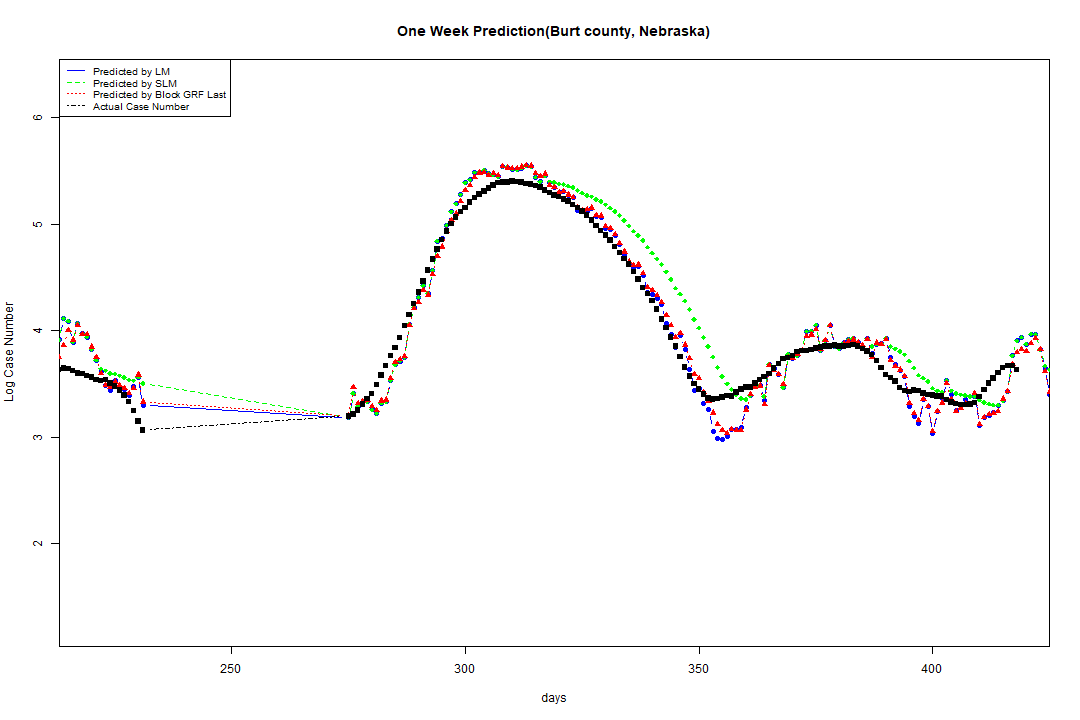 One Week Prediction(Burt county, Nebraska)
Predicted by LM
Predicted by SLM
Predicted by Block GRF Last
Actual Case Number
6
5
4
3
2
Log Case Number
250
300
350
400
days